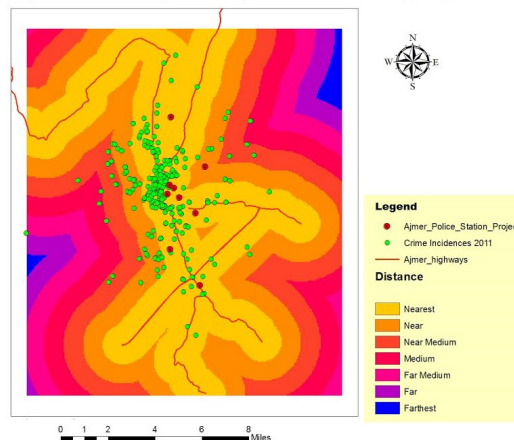 N
W E
S
Legend
Ajmer_Police_Station_Projec
Crime Incidences 2011
Ajmer_highways
Distance
Nearest
Near
Near Medium
Medium
Far Medium
Far
Farthest
0 1 2 4 6 8
Miles